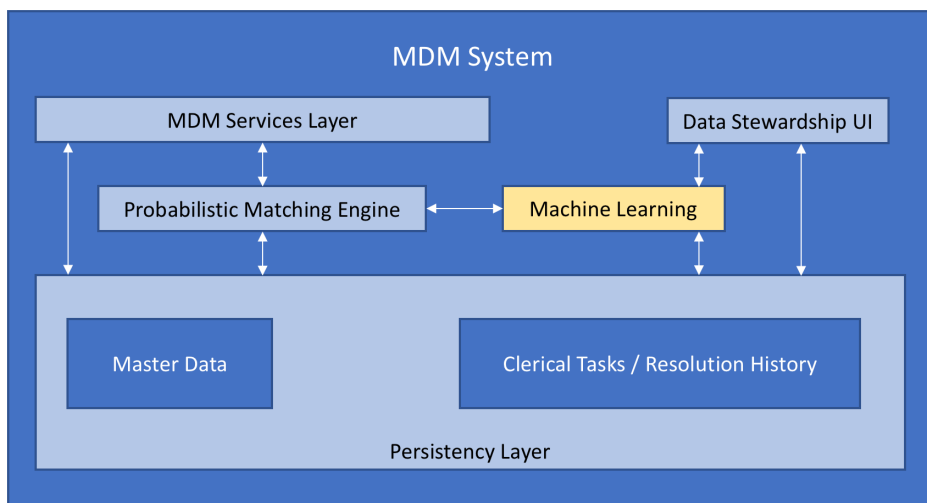 MDM System
MDM Services Layer
Data Stewardship UI
Probabilistic Matching Engine
Machine Learning
Master Data
Clerical Tasks / Resolution History
Persistency Layer